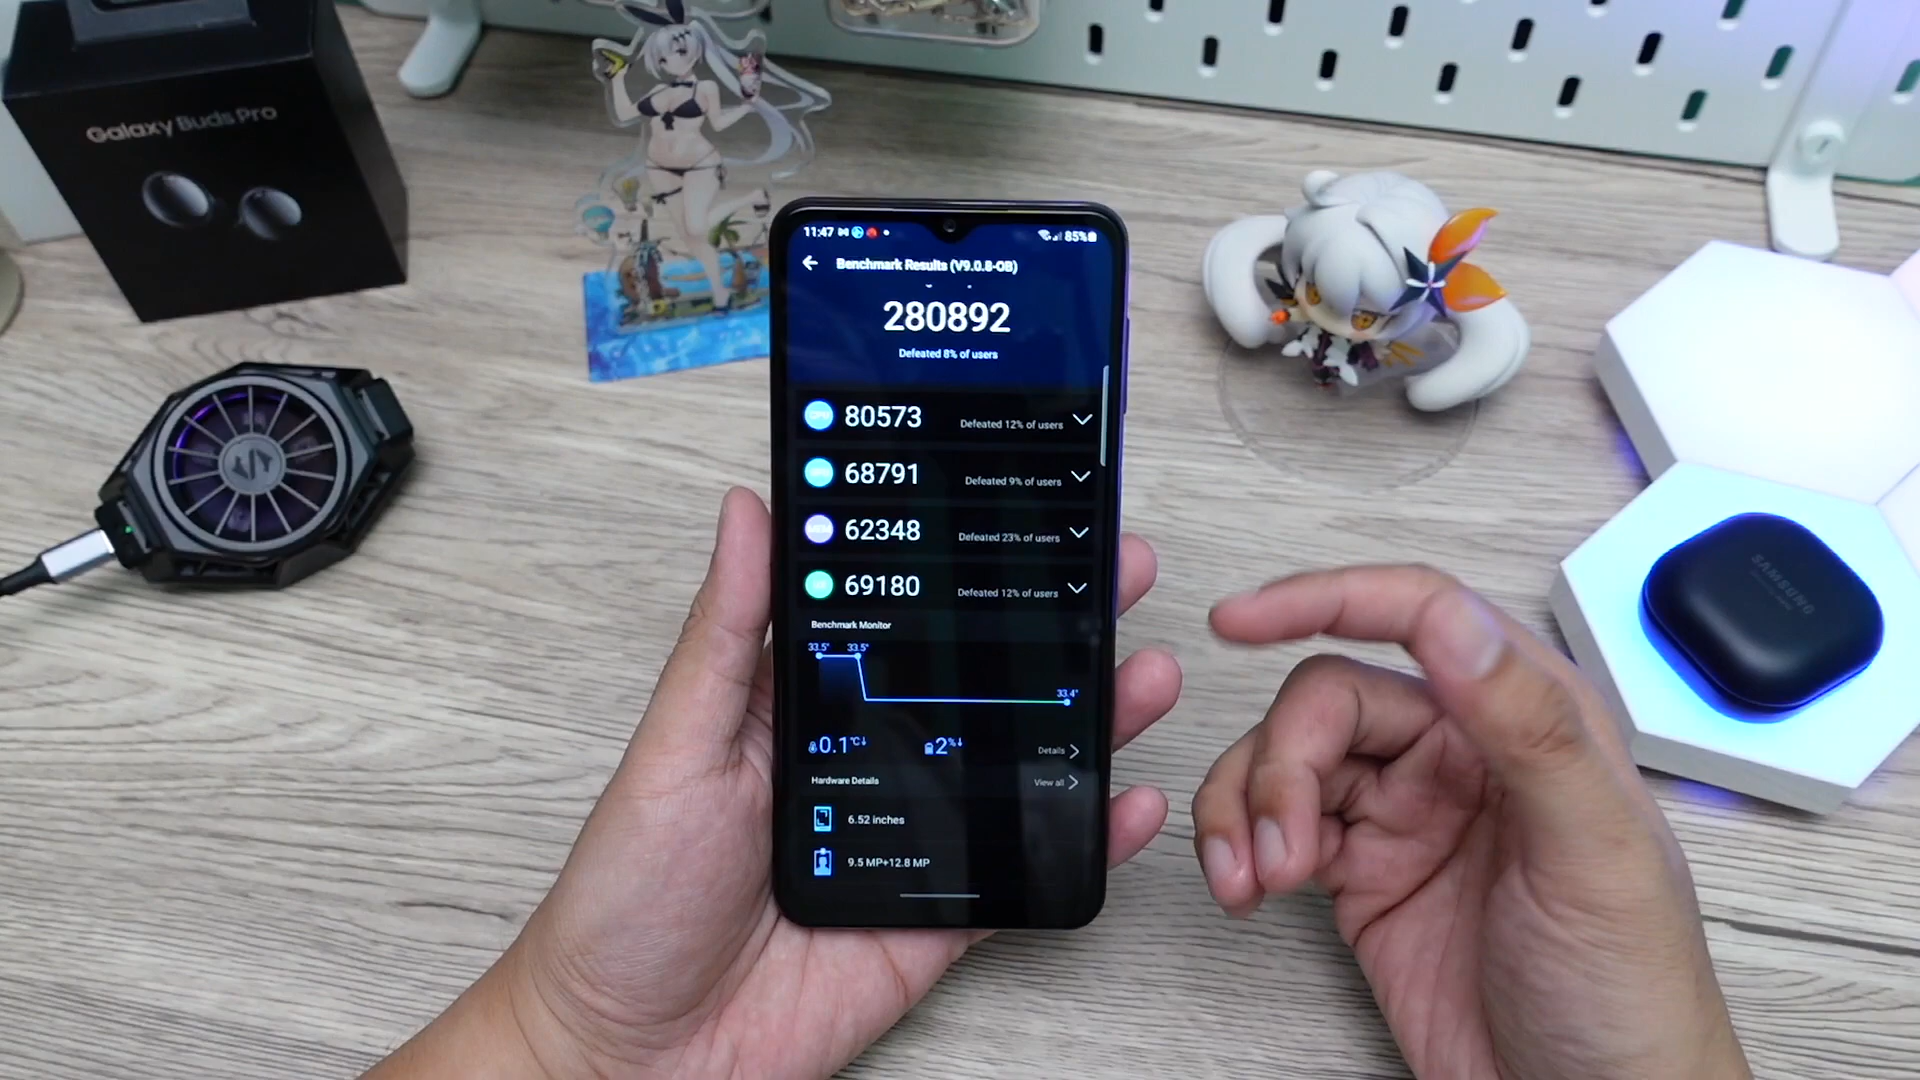 Galaxy Buds Pro
11:47
85%
Benchmark Results (V9.0.8-OB)
280892
Defeated 8% of users
CPU 80573 Defeated 12% of users
68791 Defeated 9% of users
MEM 62348 Defeated 23% of users
UX 69180 Defeated 12% of users
Benchmark Monitor
33.5° 33.5°
33.4°
0.1℃↓ 2%↓ Details
Hardware Details View all
6.52 inches
9.5 MP+12.8 MP
SAMSUNG